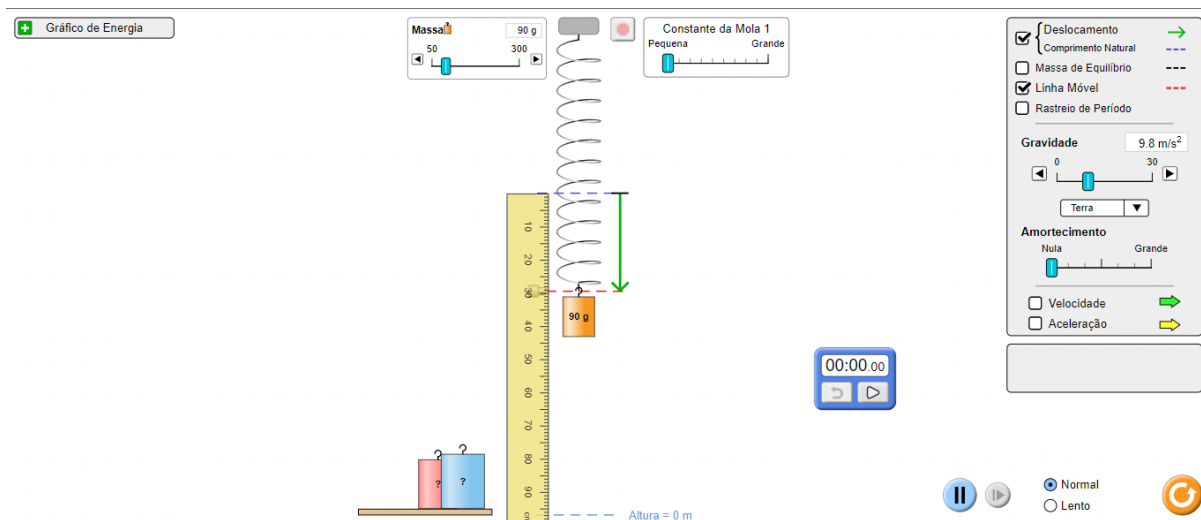 Gráfico de Energia
Massa 90 g
50 300
Constante da Mola 1
Pequena Grande
Deslocamento
Comprimento Natural
Massa de Equilíbrio
Linha Móvel
Rastreio de Período
Gravidade 9.8 m/s²
0 30
Terra
Amortecimento
Nula Grande
Velocidade
Aceleração
10
20
30
40
50
60
70
80
90
cm
90 g
00:00.00
? ?
Altura = 0 m
Normal
Lento